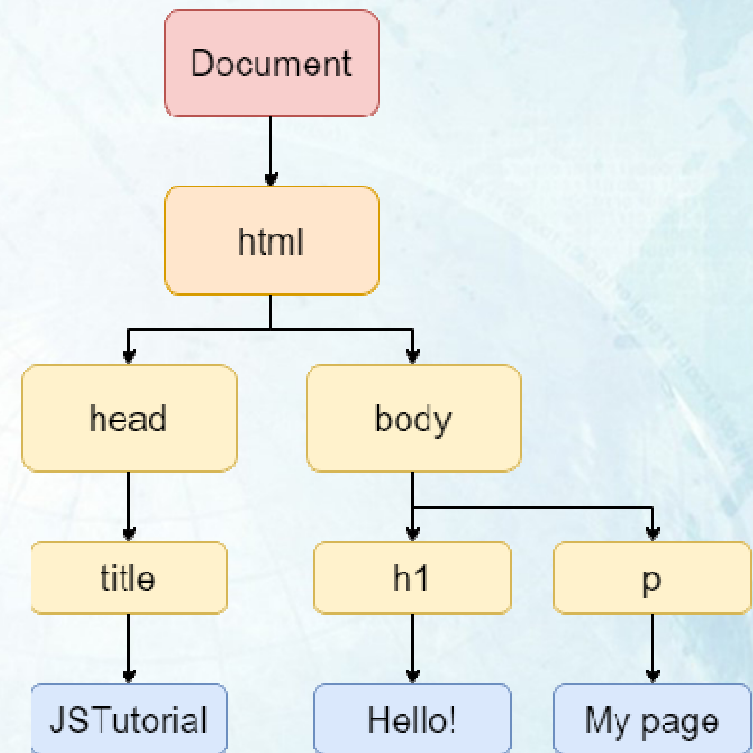 Document
html
head
body
title
h1
p
JSTutorial
Hello!
My page